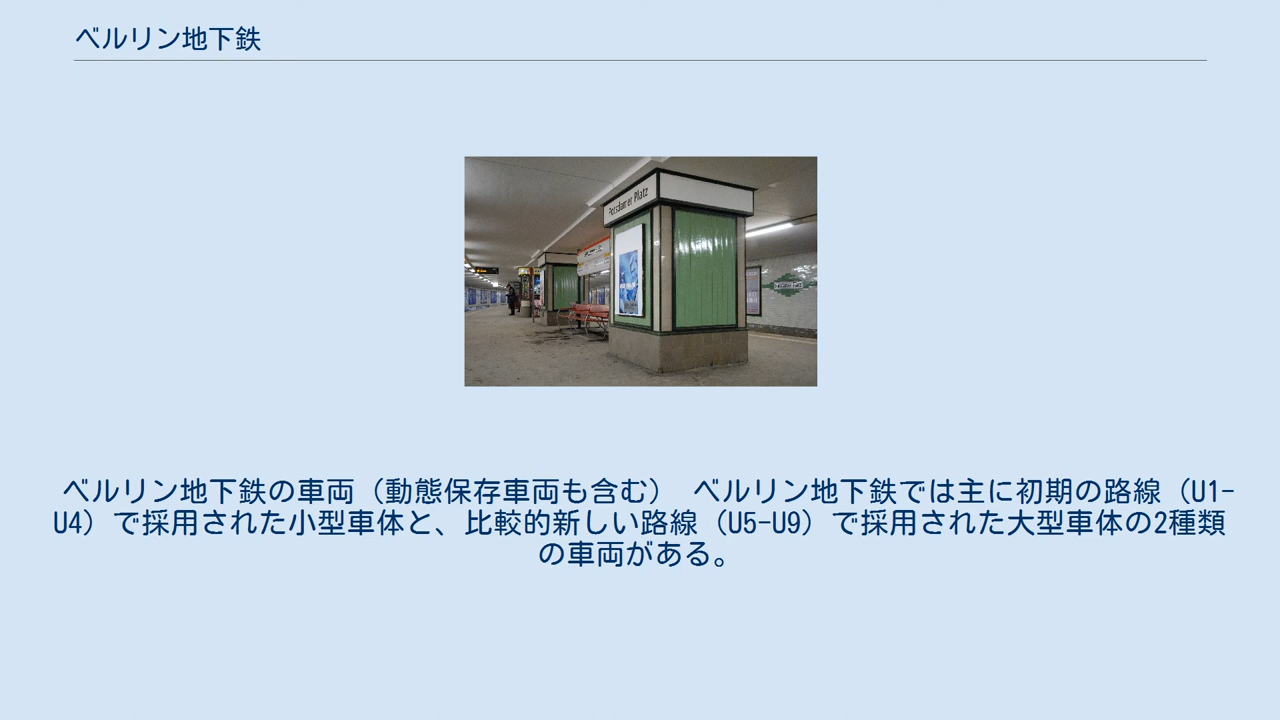 ベルリン地下鉄
Potsdamer Platz
ベルリン地下鉄の車両（動態保存車両も含む） ベルリン地下鉄では主に初期の路線（U1-
U4）で採用された小型車体と、比較的新しい路線（U5-U9）で採用された大型車体の2種類
の車両がある。